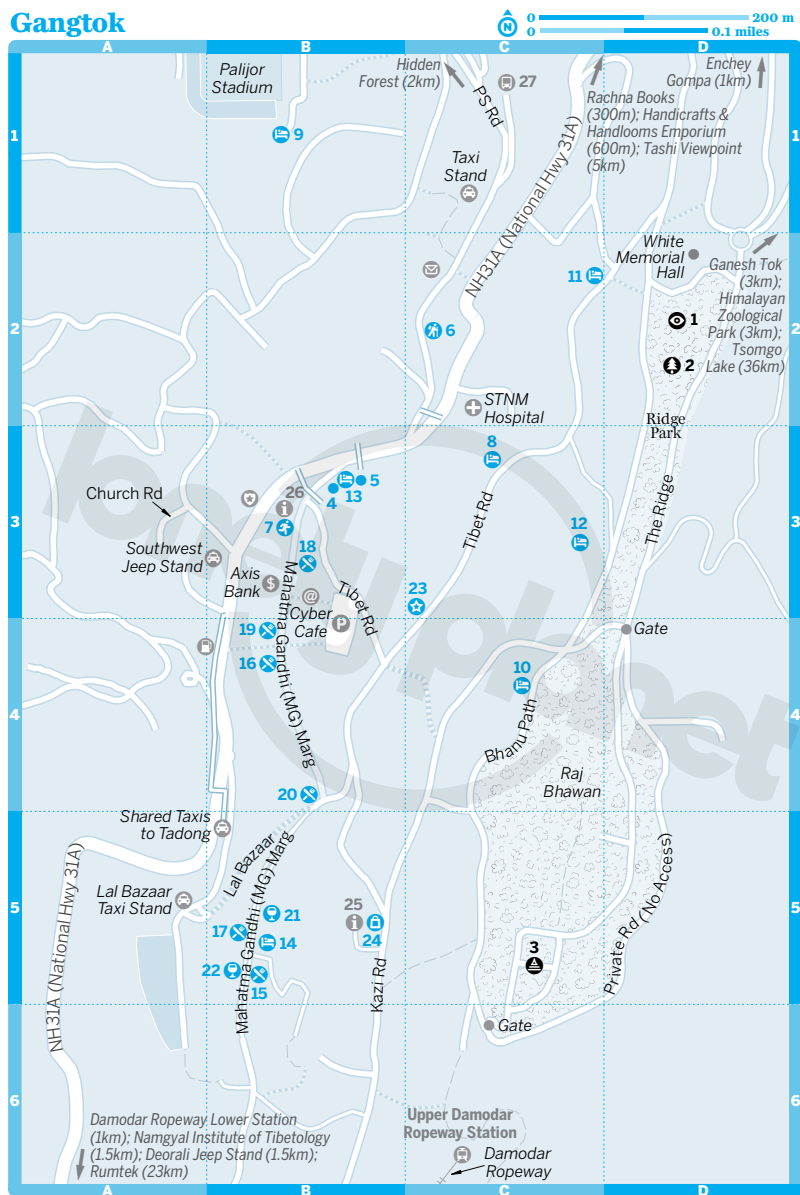 Gangtok
N
0 200 m
0 0.1 miles
A B C D
Palijor
Stadium
Hidden
Forest (2km)
27
Enchey
Gompa (1km)
PS Rd
Rachna Books
(300m); Handicrafts &
Handlooms Emporium
(600m); Tashi Viewpoint
(5km)
1
9
1
Taxi
Stand
NH31A (National Hwy 31A)
White
Memorial
Hall
11
Ganesh Tok
(3km);
Himalayan
Zoological
Park (3km);
Tsomgo
Lake (36km)
1
2
6
2
2
STNM
Hospital
Ridge
Park
8
5
13
4
26
Church Rd
7
3
Tibet Rd
12
The Ridge
3
Southwest
Jeep Stand
18
Axis
Bank
$
@
Mahatma Gandhi (MG) Marg
Tibet Rd
23
Cyber
Cafe
P
19
Gate
16
10
4
Bhanu Path
4
lonely planet
Raj
Bhawan
20
Shared Taxis
to Tadong
Lal Bazaar
Mahatma Gandhi (MG) Marg
Lal Bazaar
Taxi Stand
NH31A (National Hwy 31A)
Private Rd (No Access)
5
21
25
24
5
17
14
3
22
15
Kazi Rd
Gate
6
6
Damodar Ropeway Lower Station
(1km); Namgyal Institute of Tibetology
(1.5km); Deorali Jeep Stand (1.5km);
Rumtek (23km)
Upper Damodar
Ropeway Station
Damodar
Ropeway
A B C D